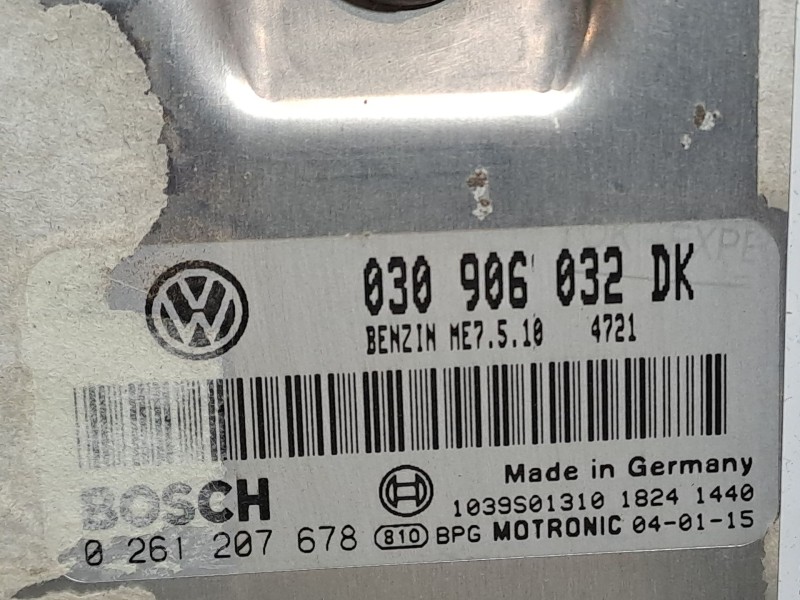 030 906 032 DK
BENZIN ME7.5.10 4721
Made in Germany
BOSCH
1039S01310 1824 1440
0 261 207 678 810 BPG MOTRONIC 04-01-15